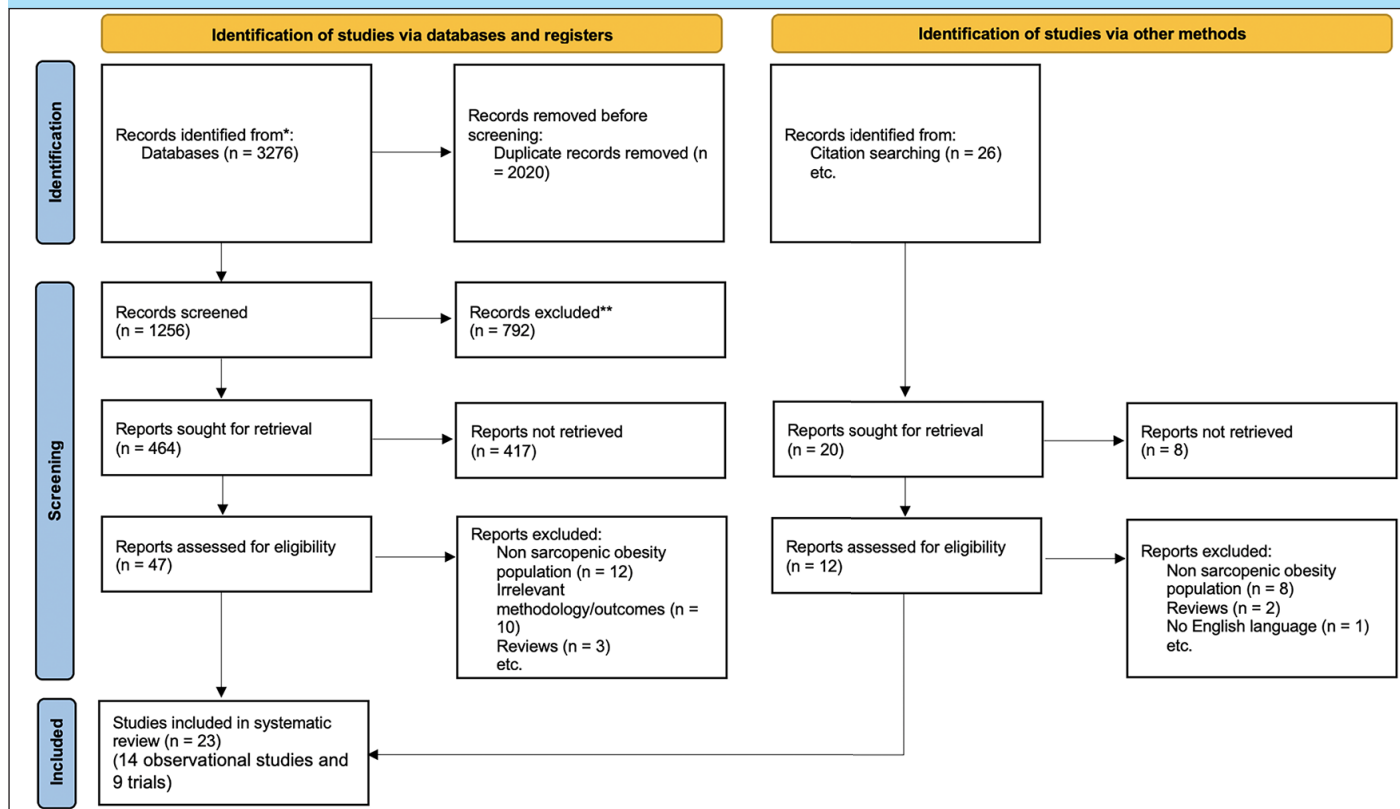 Identification of studies via databases and registers
Identification of studies via other methods
Identification
Records identified from*:
Databases (n = 3276)
Records removed before
screening:
Duplicate records removed (n
= 2020)
Records identified from:
Citation searching (n = 26)
etc.
Screening
Records screened
(n = 1256)
Records excluded**
(n = 792)
Reports sought for retrieval
(n = 464)
Reports not retrieved
(n = 417)
Reports sought for retrieval
(n = 20)
Reports not retrieved
(n = 8)
Reports assessed for eligibility
(n = 47)
Reports excluded:
Non sarcopenic obesity
population (n = 12)
Irrelevant
methodology/outcomes (n =
10)
Reviews (n = 3)
etc.
Reports assessed for eligibility
(n = 12)
Reports excluded:
Non sarcopenic obesity
population (n = 8)
Reviews (n = 2)
No English language (n = 1)
etc.
Included
Studies included in systematic
review (n = 23)
(14 observational studies and
9 trials)